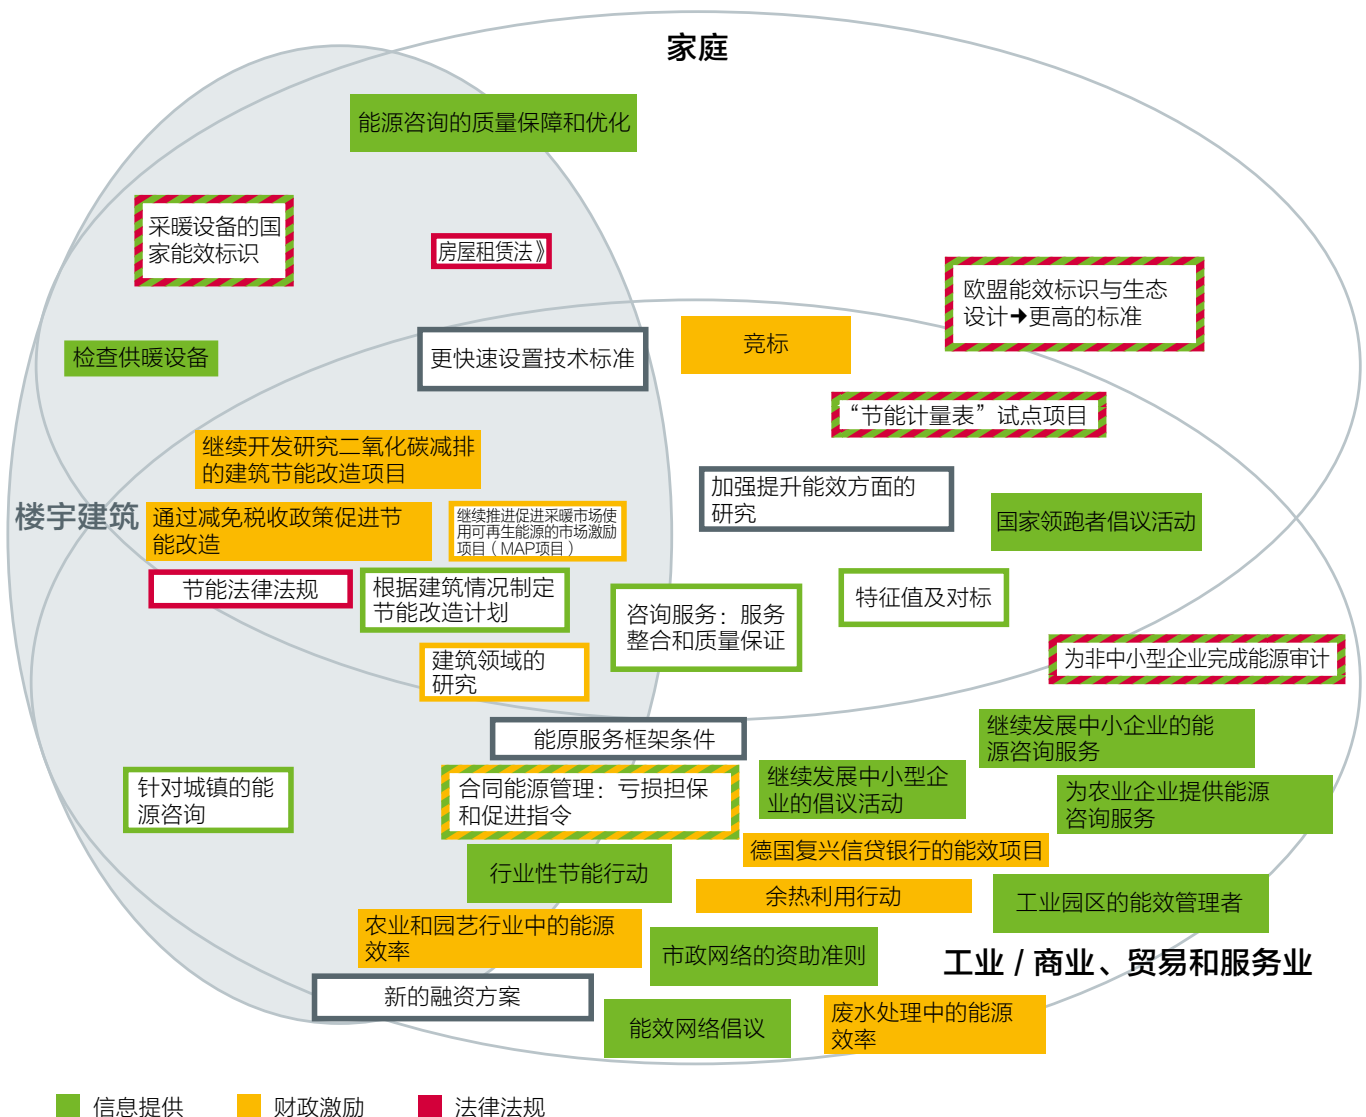 家庭
能源咨询的质量保障和优化
采暖设备的国
家能效标识
房屋租赁法》
欧盟能效标识与生态
设计➜更高的标准
检查供暖设备
更快速设置技术标准
竞标
“节能计量表”试点项目
继续开发研究二氧化碳减排
的建筑节能改造项目
加强提升能效方面的
研究
楼宇建筑
通过减免税收政策促进节
能改造
继续推进促进采暖市场使
用可再生能源的市场激励
项目（MAP项目）
国家领跑者倡议活动
节能法律法规
根据建筑情况制定
节能改造计划
咨询服务：服务
整合和质量保证
特征值及对标
建筑领域的
研究
为非中小型企业完成能源审计
能原服务框架条件
继续发展中小企业的能
源咨询服务
针对城镇的能
源咨询
合同能源管理：亏损担保
和促进指令
继续发展中小型企
业的倡议活动
为农业企业提供能源
咨询服务
德国复兴信贷银行的能效项目
行业性节能行动
余热利用行动
工业园区的能效管理者
农业和园艺行业中的能源
效率
市政网络的资助准则
工业 / 商业、贸易和服务业
新的融资方案
能效网络倡议
废水处理中的能源
效率
信息提供
财政激励
法律法规